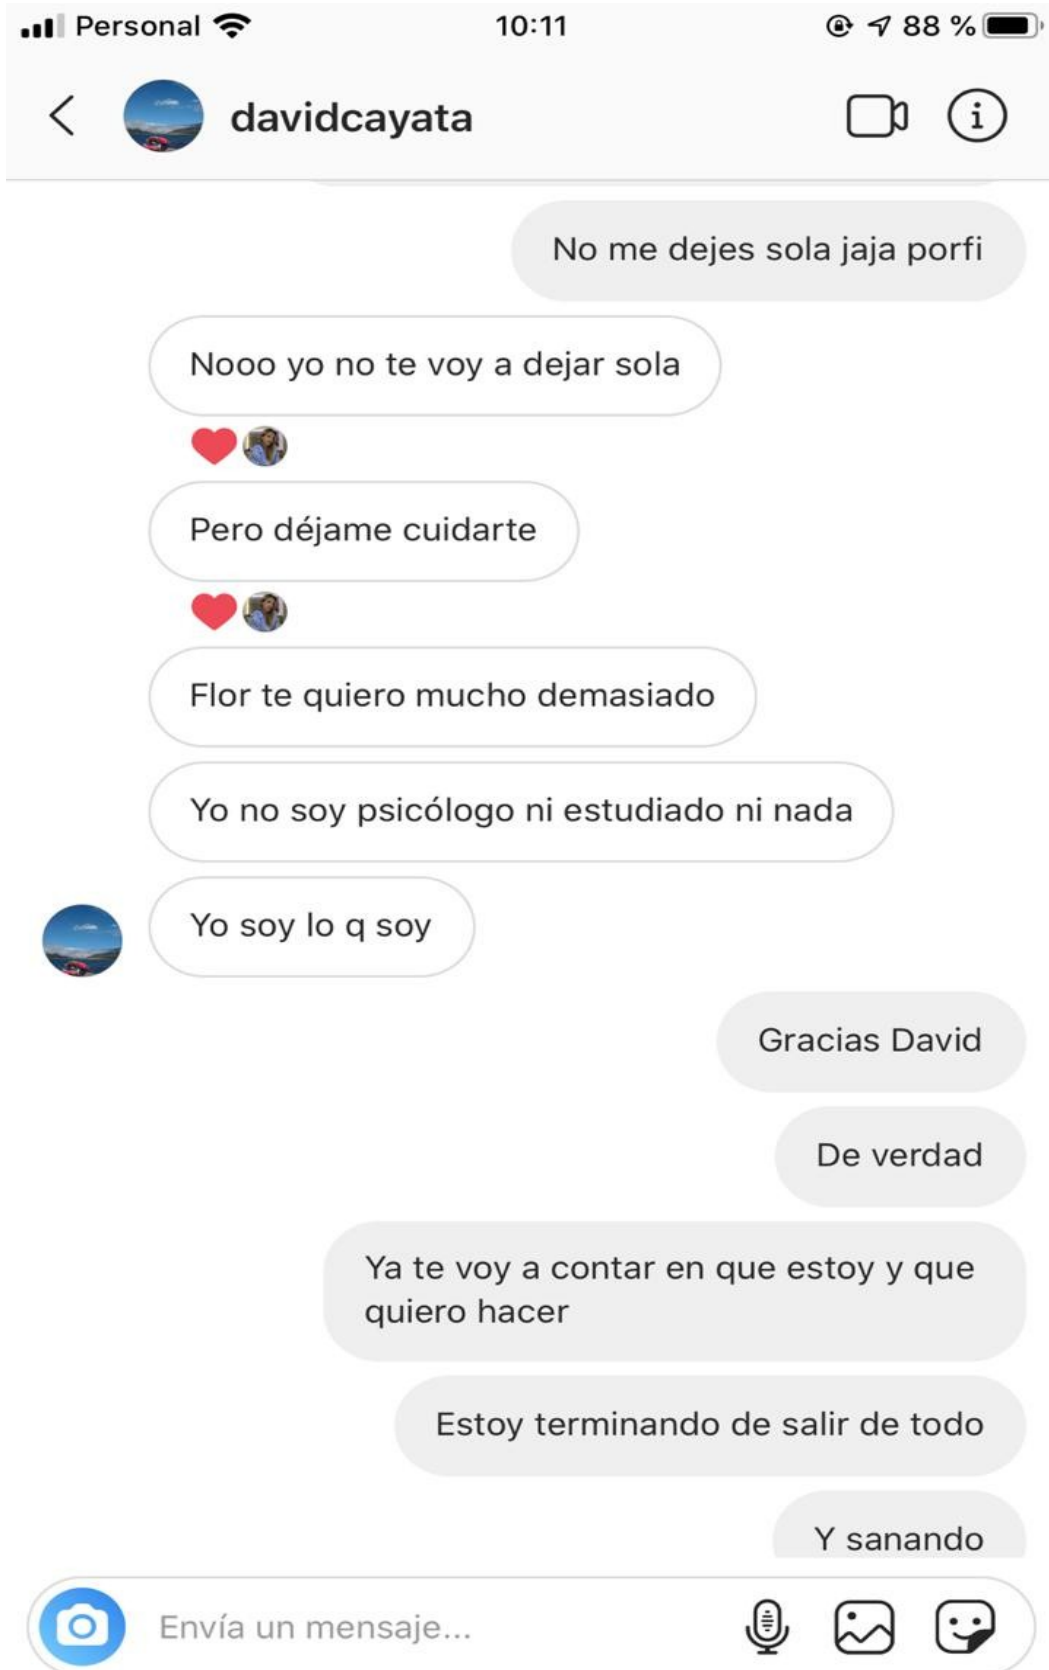 Personal 10:11 88 %
davidcayata
No me dejes sola jaja porfi
Nooo yo no te voy a dejar sola
Pero déjame cuidarte
Flor te quiero mucho demasiado
Yo no soy psicólogo ni estudiado ni nada
Yo soy lo q soy
Gracias David
De verdad
Ya te voy a contar en que estoy y que
quiero hacer
Estoy terminando de salir de todo
Y sanando
Envía un mensaje...